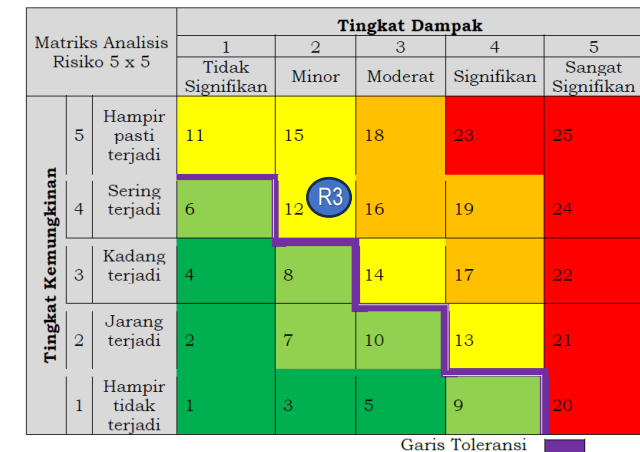 Matriks Analisis
Risiko 5 x 5
Tingkat Dampak
1 2 3 4 5
Tidak
Signifikan
Minor
Moderat
Signifikan
Sangat
Signifikan
Tingkat Kemungkinan
5
Hampir
pasti
terjadi
11 15 18 23 25
4
Sering
terjadi
6 12 R3 16 19 24
3
Kadang
terjadi
4 8 14 17 22
2
Jarang
terjadi
2 7 10 13 21
1
Hampir
tidak
terjadi
1 3 5 9 20
Garis Toleransi